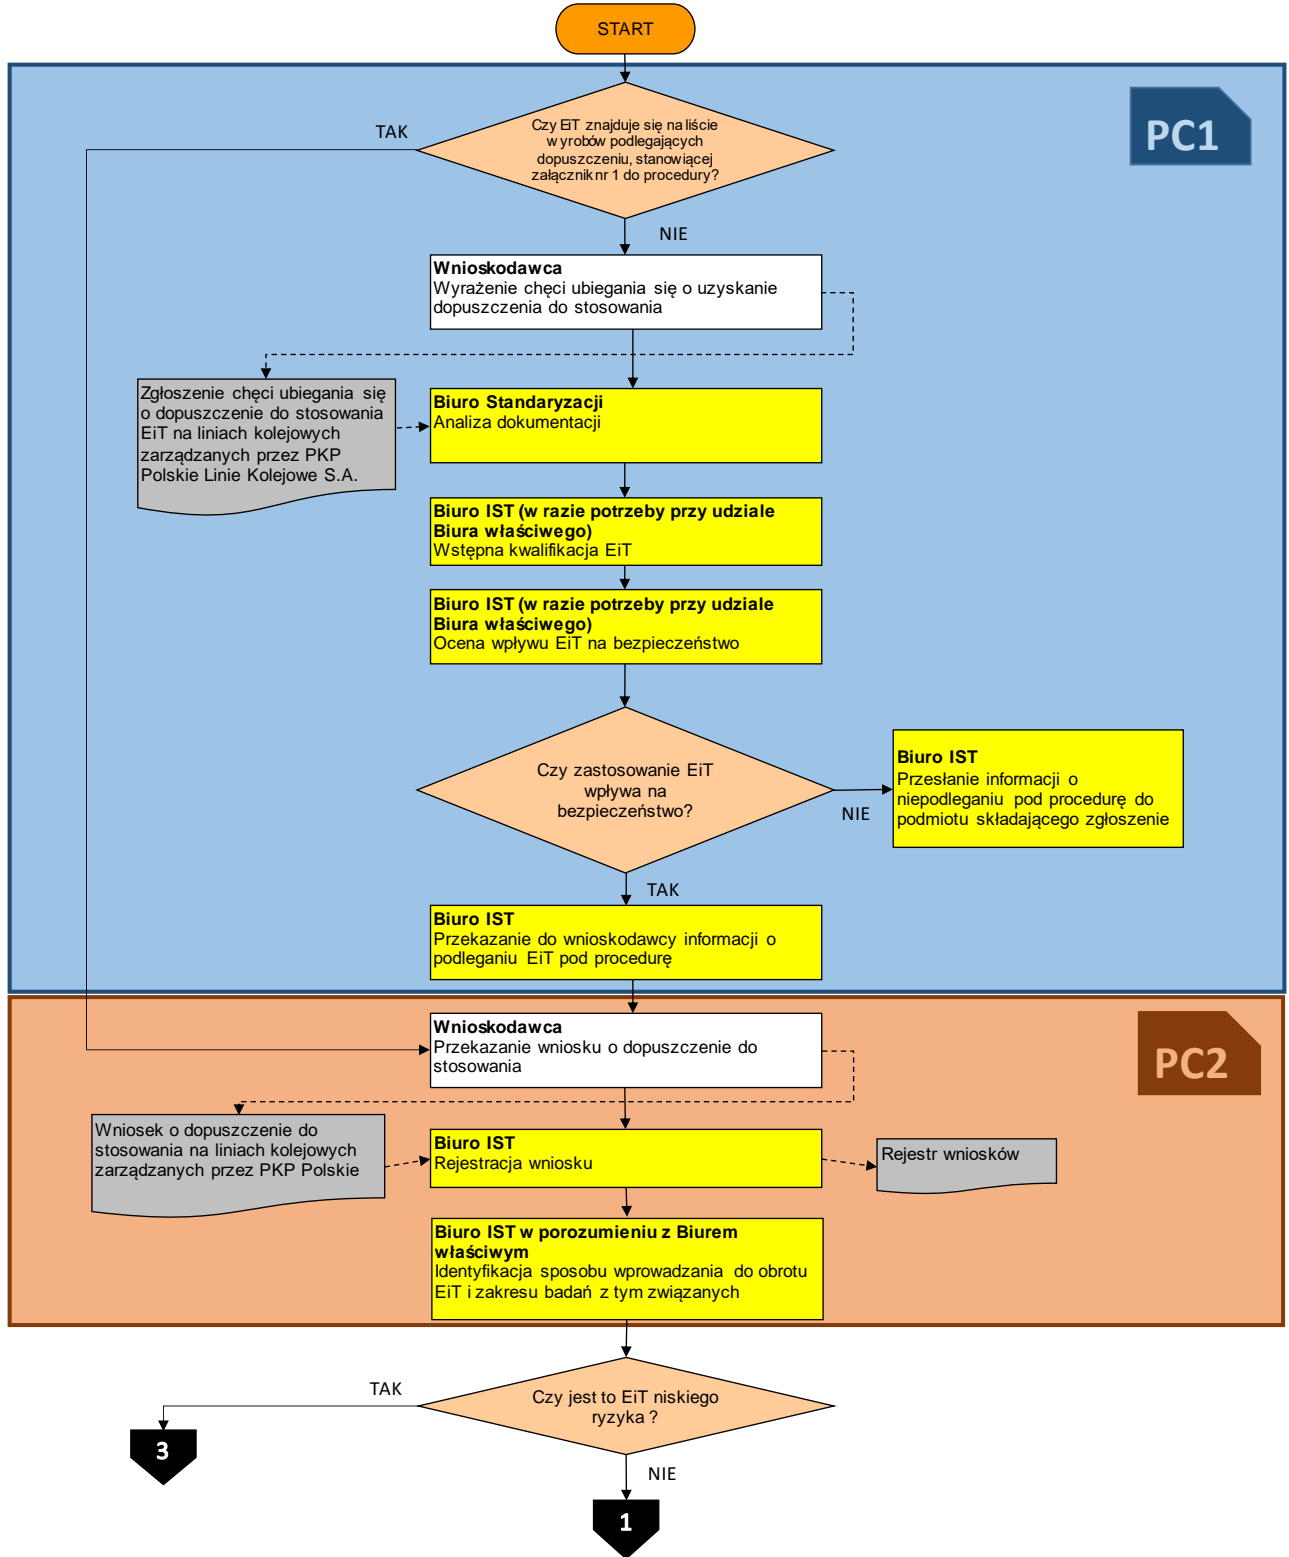 START
PC1
Czy EiT znajduje się na liście
wyrobów podlegających
dopuszczeniu, stanowiącej
załącznik nr 1 do procedury?
TAK
NIE
Wnioskodawca
Wyrażenie chęci ubiegania się o uzyskanie
dopuszczenia do stosowania
Zgłoszenie chęci ubiegania się
o dopuszczenie do stosowania
EiT na liniach kolejowych
zarządzanych przez PKP
Polskie Linie Kolejowe S.A.
Biuro Standaryzacji
Analiza dokumentacji
Biuro IST (w razie potrzeby przy udziale
Biura właściwego)
Wstępna kwalifikacja EiT
Biuro IST (w razie potrzeby przy udziale
Biura właściwego)
Ocena wpływu EiT na bezpieczeństwo
Czy zastosowanie EiT
wpływa na
bezpieczeństwo?
NIE
Biuro IST
Przesłanie informacji o
niepodleganiu pod procedurę do
podmiotu składającego zgłoszenie
TAK
Biuro IST
Przekazanie do wnioskodawcy informacji o
podleganiu EiT pod procedurę
PC2
Wnioskodawca
Przekazanie wniosku o dopuszczenie do
stosowania
Wniosek o dopuszczenie do
stosowania na liniach kolejowych
zarządzanych przez PKP Polskie
Biuro IST
Rejestracja wniosku
Rejestr wniosków
Biuro IST w porozumieniu z Biurem
właściwym
Identyfikacja sposobu wprowadzania do obrotu
EiT i zakresu badań z tym związanych
Czy jest to EiT niskiego
ryzyka ?
TAK
3
NIE
1